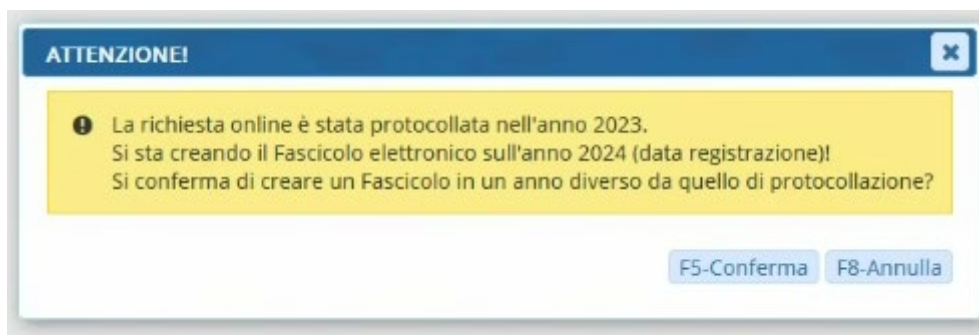 ATTENZIONE!
La richiesta online è stata protocollata nell'anno 2023.
Si sta creando il Fascicolo elettronico sull'anno 2024 (data registrazione)!
Si conferma di creare un Fascicolo in un anno diverso da quello di protocollazione?
F5-Conferma F8-Annulla